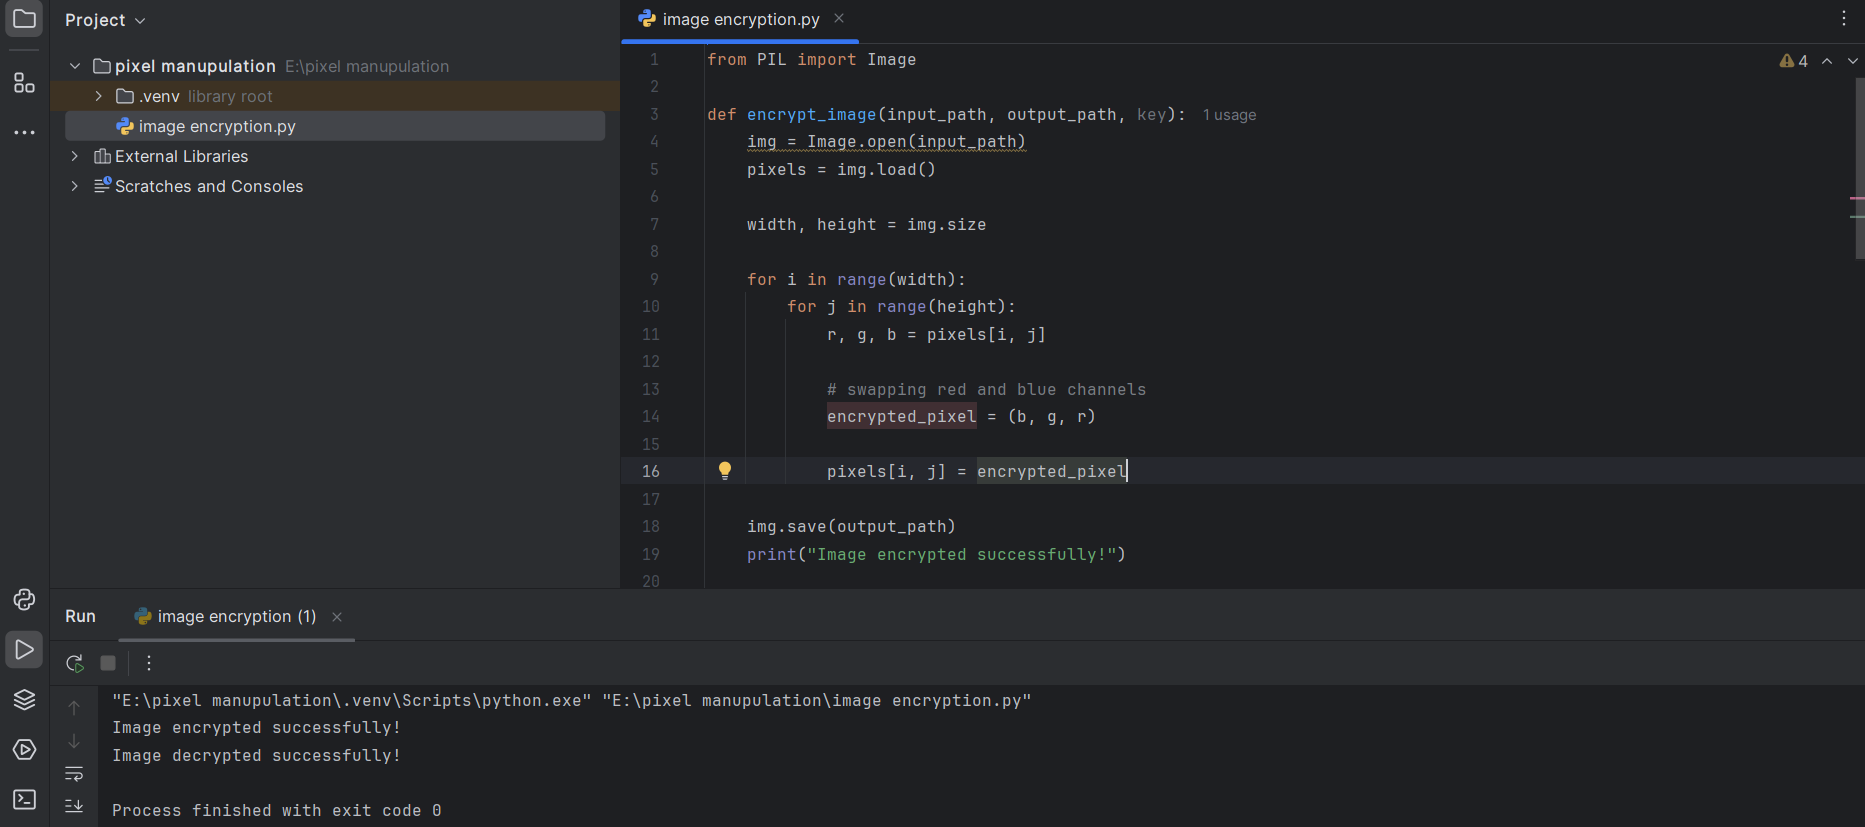 Project
pixel manupulation E:\pixel manupulation
.venv library root
image encryption.py
External Libraries
Scratches and Consoles
image encryption.py
4
1 from PIL import Image
2
3 def encrypt_image(input_path, output_path, key): 1 usage
4 img = Image.open(input_path)
5 pixels = img.load()
6
7 width, height = img.size
8
9 for i in range(width):
10 for j in range(height):
11 r, g, b = pixels[i, j]
12
13 # swapping red and blue channels
14 encrypted_pixel = (b, g, r)
15
16 pixels[i, j] = encrypted_pixel
17
18 img.save(output_path)
19 print("Image encrypted successfully!")
20
Run image encryption (1)
"E:\pixel manupulation\.venv\Scripts\python.exe" "E:\pixel manupulation\image encryption.py"
Image encrypted successfully!
Image decrypted successfully!
Process finished with exit code 0